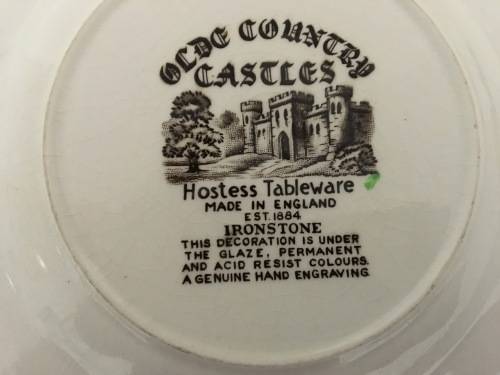 OLDE COUNTRY
CASTLES
Hostess Tableware
MADE IN ENGLAND
EST. 1884
IRONSTONE
THIS DECORATION IS UNDER
THE GLAZE, PERMANENT
AND ACID RESIST COLOURS.
A GENUINE HAND ENGRAVING